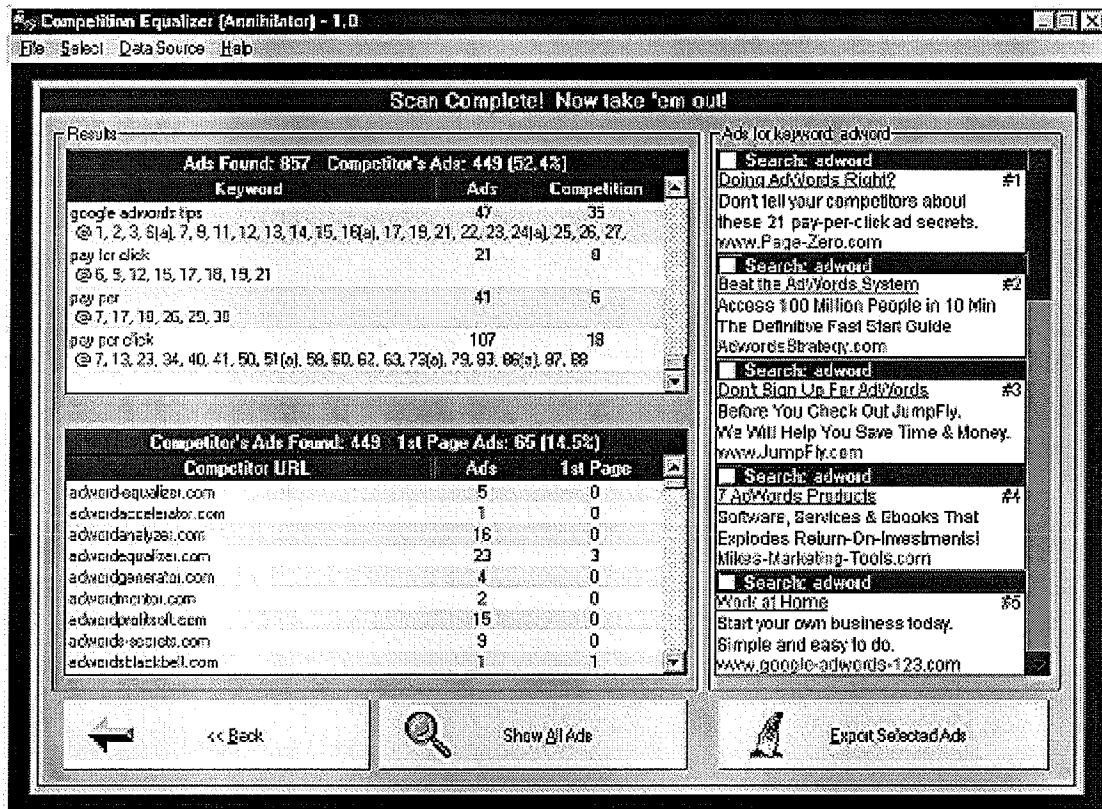 Competition Equalizer (Annihilator) - 1.0
File Select Data Source Help
Scan Complete! Now take 'em out!
Results
Ads Found: 857 Competitor's Ads: 449 (52.4%)
Keyword Ads Competition
google adwords tips 47 35
@ 1, 2, 3, 6(a), 7, 9, 11, 12, 13, 14, 15, 16(a), 17, 19, 21, 22, 23, 24(a), 25, 26, 27,
pay for click 21 8
@ 6, 9, 12, 15, 17, 18, 19, 21
pay per 41 6
@ 7, 17, 18, 26, 29, 30
pay per click 107 18
@ 7, 13, 23, 34, 40, 41, 50, 51(a), 58, 60, 62, 63, 73(a), 79, 83, 86(a), 87, 88
Competitor's Ads Found: 449 1st Page Ads: 65 (14.5%)
Competitor URL Ads 1st Page
adword-equalizer.com 5 0
adwordaccelerator.com 1 0
adwordanalyzer.com 16 0
adwordequalizer.com 23 3
adwordgenerator.com 4 0
adwordmentor.com 2 0
adwordprofitsoft.com 15 0
adwords-secrets.com 9 0
adwordsblackbelt.com 1 1
Ads for keyword: adword
Search: adword
Doing AdWords Right? #1
Don't tell your competitors about
these 21 pay-per-click ad secrets.
www.Page-Zero.com
Search: adword
Beat the AdWords System #2
Access 100 Million People in 10 Min
The Definitive Fast Start Guide
AdwordsStrategy.com
Search: adword
Don't Sign Up For AdWords #3
Before You Check Out JumpFly.
We Will Help You Save Time & Money.
www.JumpFly.com
Search: adword
7 AdWords Products #4
Software, Services & Ebooks That
Explodes Return-On-Investments!
Mikes-Marketing-Tools.com
Search: adword
Work at Home #5
Start your own business today.
Simple and easy to do.
www.google-adwords-123.com
<< Back
Show All Ads
Export Selected Ads